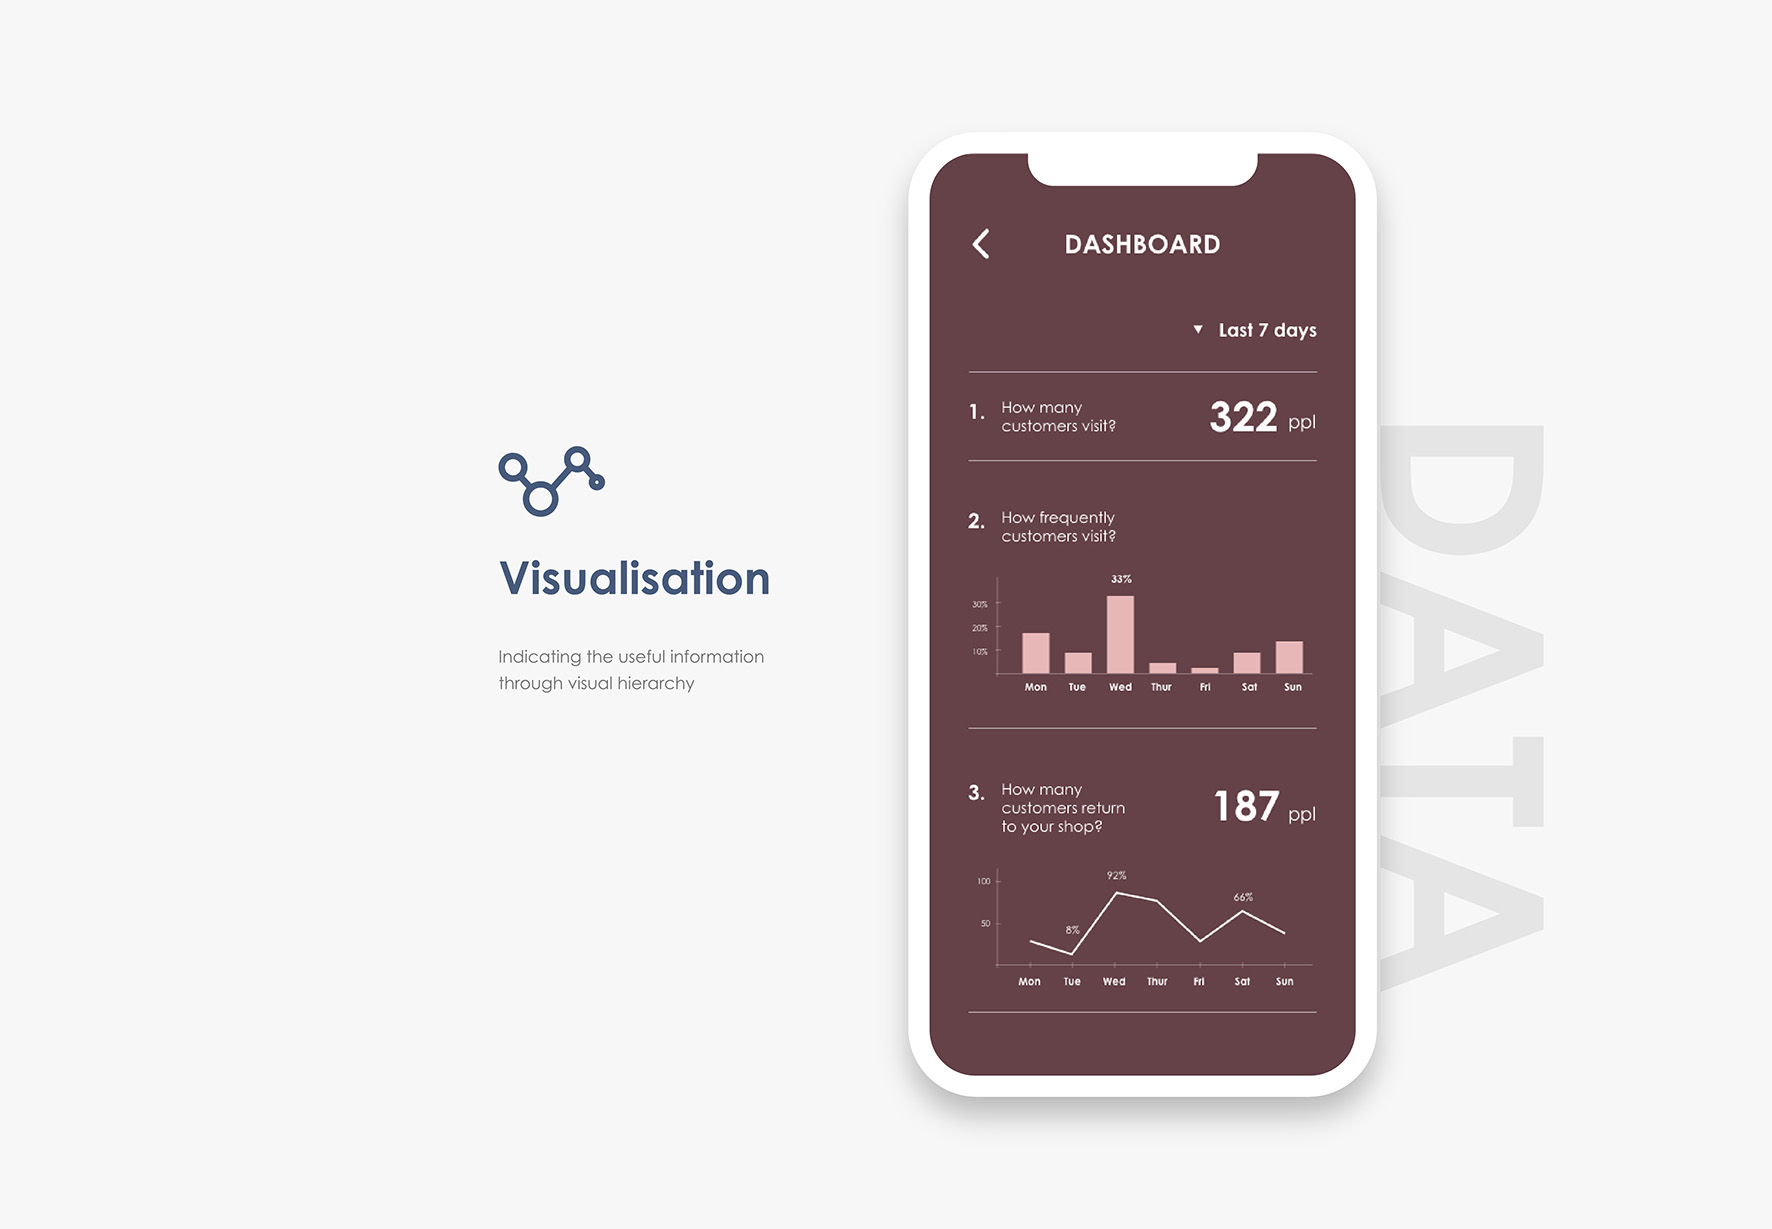 Visualisation
Indicating the useful information
through visual hierarchy
DASHBOARD
▼ Last 7 days
1. How many
customers visit?
322 ppl
2. How frequently
customers visit?
33%
30%
20%
10%
Mon Tue Wed Thur Fri Sat Sun
3. How many
customers return
to your shop?
187 ppl
100
50
8%
92%
66%
Mon Tue Wed Thur Fri Sat Sun
DATA